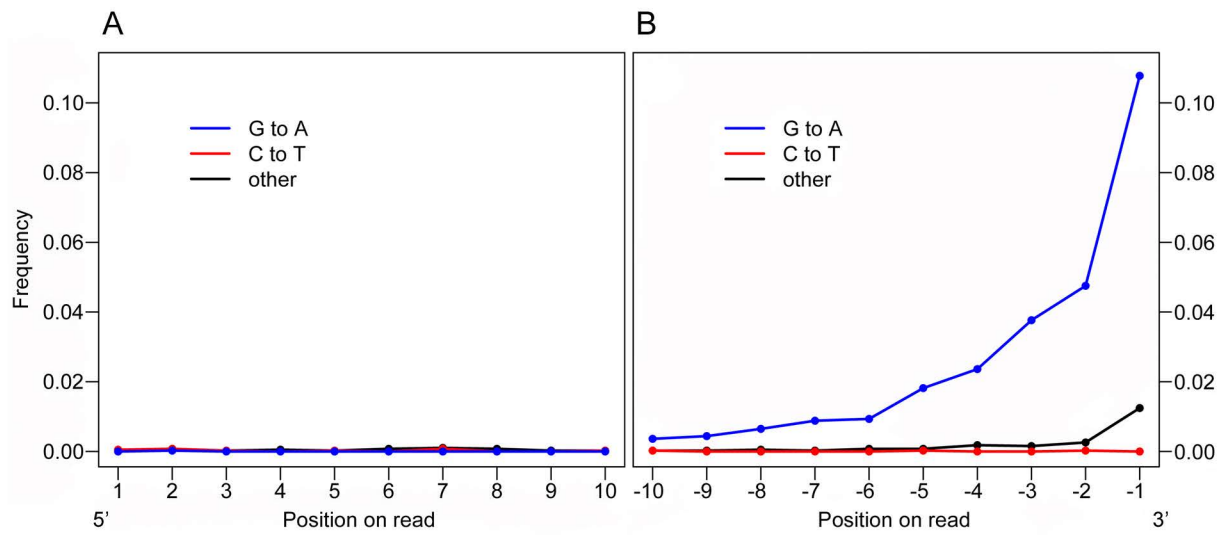 A
B
0.10
0.08
0.06
0.04
0.02
0.00
Frequency
G to A
C to T
other
1 2 3 4 5 6 7 8 9 10
5’ Position on read
G to A
C to T
other
0.10
0.08
0.06
0.04
0.02
0.00
-10 -9 -8 -7 -6 -5 -4 -3 -2 -1
Position on read 3’